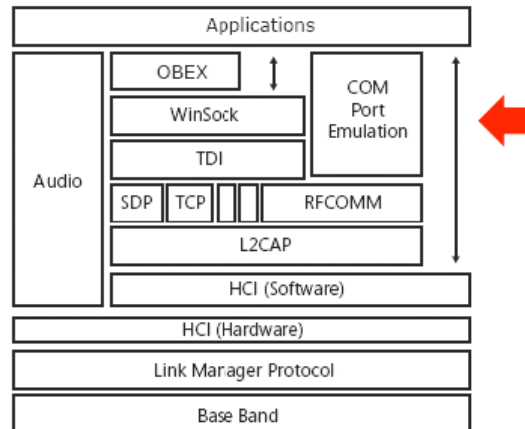 Applications
OBEX
COM
Port
Emulation
WinSock
TDI
Audio
SDP
TCP
RFCOMM
L2CAP
HCI (Software)
HCI (Hardware)
Link Manager Protocol
Base Band